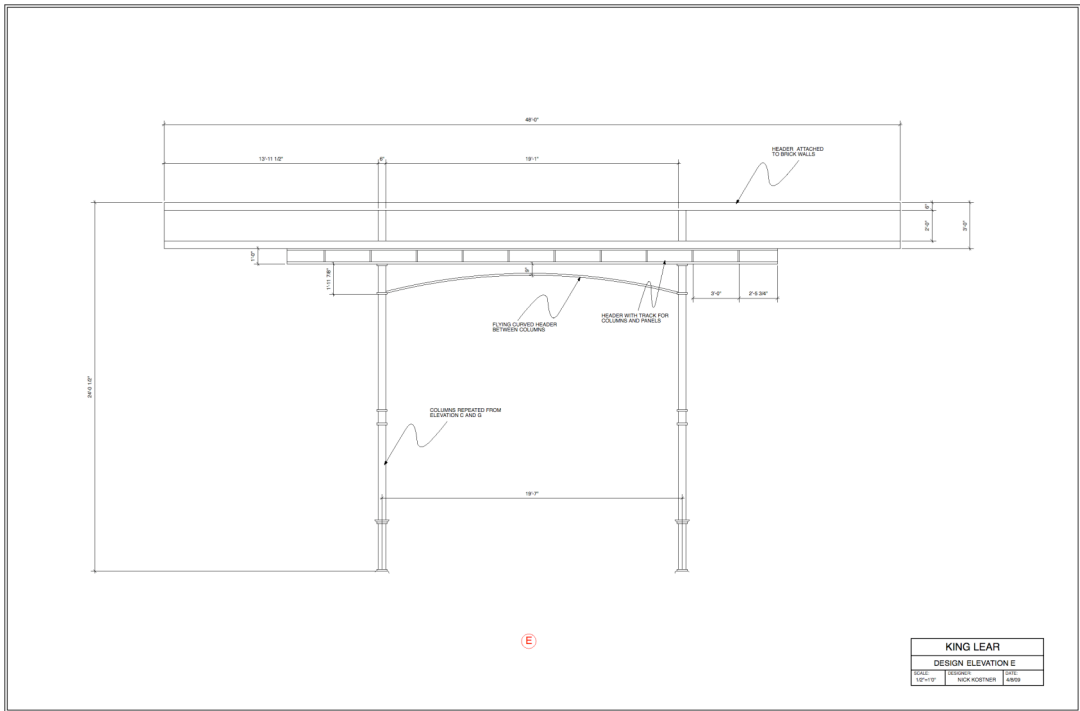 48'-0"
HEADER ATTACHED
TO BRICK WALLS
13'-11 1/2"
6"
19'-1"
6"
2'-0"
3'-0"
1'-0"
1'-11 7/8"
9"
3'-0"
2'-5 3/4"
FLYING CURVED HEADER
BETWEEN COLUMNS
HEADER WITH TRACK FOR
COLUMNS AND PANELS
24'-0 1/2"
COLUMNS REPEATED FROM
ELEVATION C AND G
19'-7"
E
KING LEAR
DESIGN ELEVATION E
SCALE: DESIGNER: DATE:
1/2"=1'0" NICK KOSTNER 4/8/09